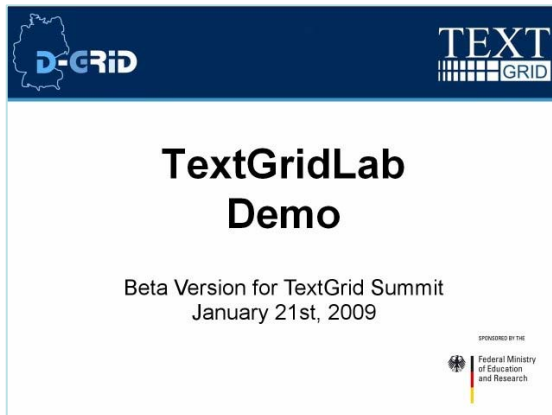 D-GRiD
TEXT
GRID
TextGridLab
Demo
Beta Version for TextGrid Summit
January 21st, 2009
SPONSORED BY THE
Federal Ministry
of Education
and Research